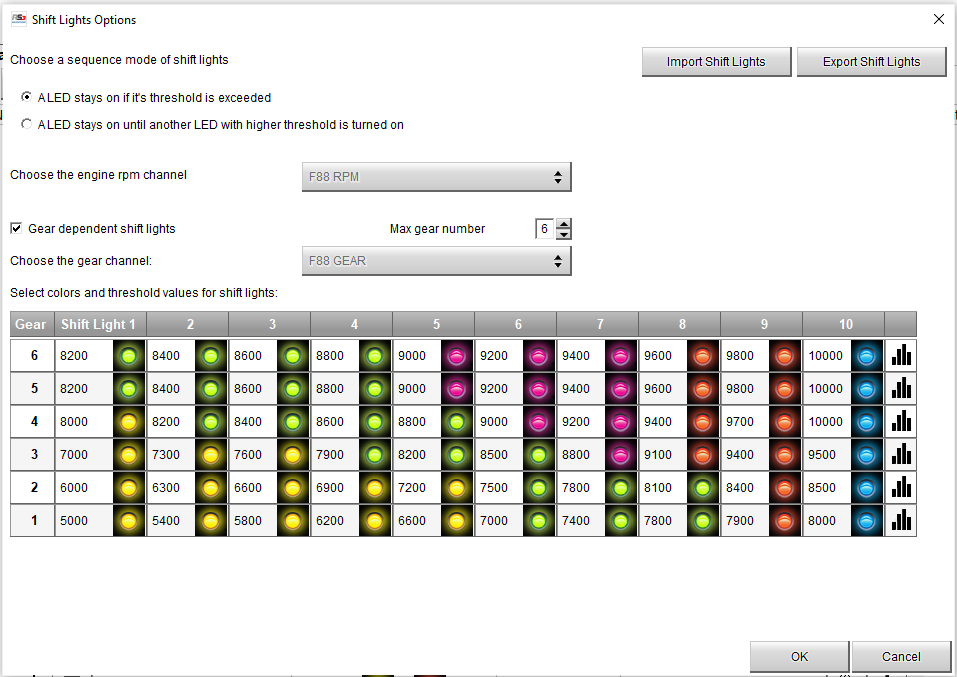 RS3 Shift Lights Options
Choose a sequence mode of shift lights
Import Shift Lights Export Shift Lights
A LED stays on if it's threshold is exceeded
A LED stays on until another LED with higher threshold is turned on
Choose the engine rpm channel F88 RPM
Gear dependent shift lights Max gear number 6
Choose the gear channel: F88 GEAR
Select colors and threshold values for shift lights:
Gear Shift Light 1 2 3 4 5 6 7 8 9 10
6 8200 8400 8600 8800 9000 9200 9400 9600 9800 10000
5 8200 8400 8600 8800 9000 9200 9400 9600 9800 10000
4 8000 8200 8400 8600 8800 9000 9200 9400 9700 10000
3 7000 7300 7600 7900 8200 8500 8800 9100 9400 9500
2 6000 6300 6600 6900 7200 7500 7800 8100 8400 8500
1 5000 5400 5800 6200 6600 7000 7400 7800 7900 8000
OK Cancel